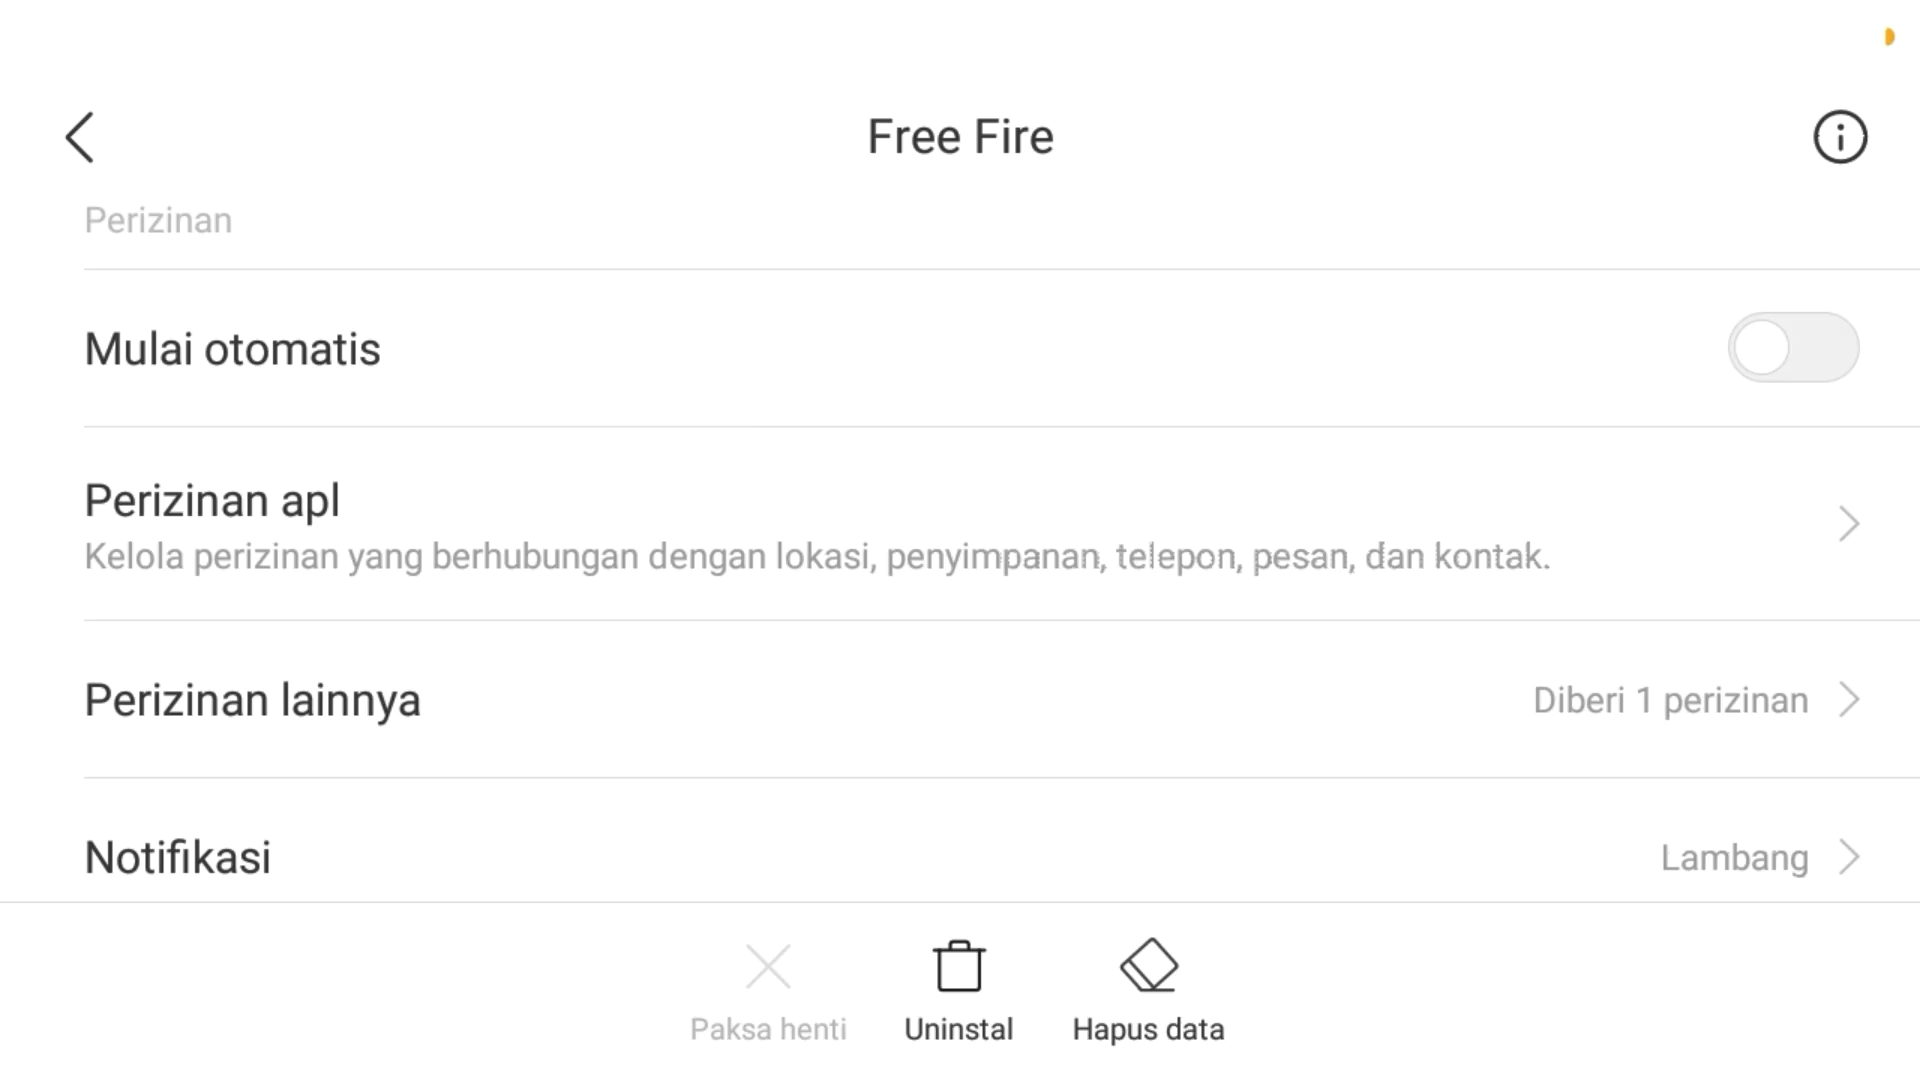 Free Fire
Perizinan
Mulai otomatis
Perizinan apl
Kelola perizinan yang berhubungan dengan lokasi, penyimpanan, telepon, pesan, dan kontak.
Perizinan lainnya
Diberi 1 perizinan
Notifikasi
Lambang
Paksa henti
Uninstal
Hapus data